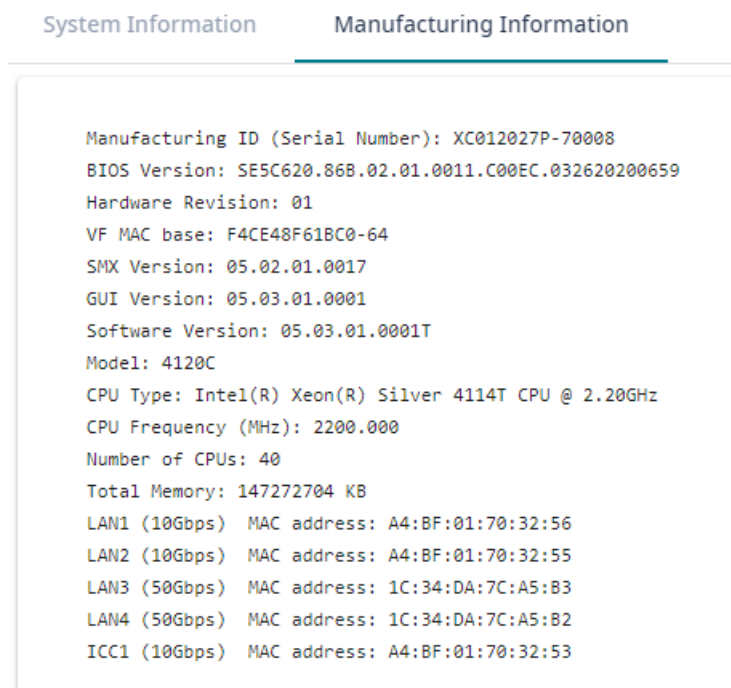 System Information Manufacturing Information
Manufacturing ID (Serial Number): XC012027P-70008
BIOS Version: SE5C620.86B.02.01.0011.C00EC.032620200659
Hardware Revision: 01
VF MAC base: F4CE48F61BC0-64
SMX Version: 05.02.01.0017
GUI Version: 05.03.01.0001
Software Version: 05.03.01.0001T
Model: 4120C
CPU Type: Intel(R) Xeon(R) Silver 4114T CPU @ 2.20GHz
CPU Frequency (MHz): 2200.000
Number of CPUs: 40
Total Memory: 147272704 KB
LAN1 (10Gbps)  MAC address: A4:BF:01:70:32:56
LAN2 (10Gbps)  MAC address: A4:BF:01:70:32:55
LAN3 (50Gbps)  MAC address: 1C:34:DA:7C:A5:B3
LAN4 (50Gbps)  MAC address: 1C:34:DA:7C:A5:B2
ICC1 (10Gbps)  MAC address: A4:BF:01:70:32:53